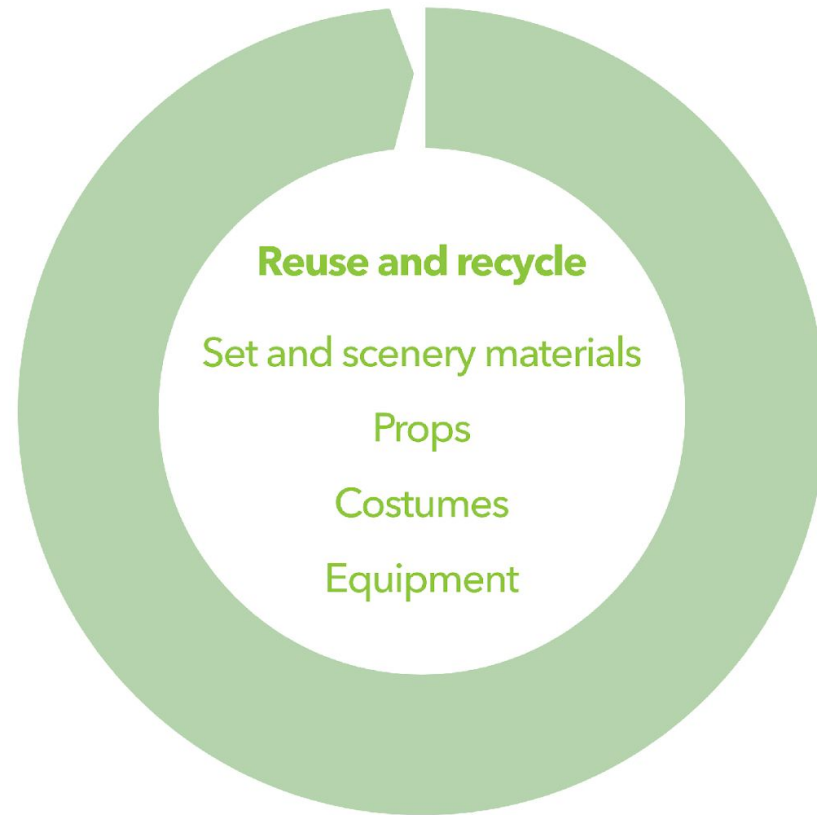 Reuse and recycle
Set and scenery materials
Props
Costumes
Equipment